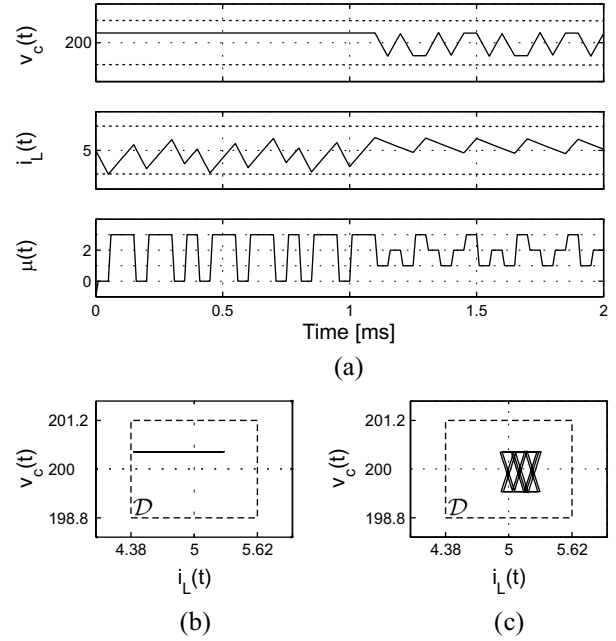 v_c(t)
200
i_L(t)
5
μ(t)
2
0
0 0.5 1 1.5 2
Time [ms]
(a)
v_c(t)
201.2
200
198.8
D
4.38 5 5.62
i_L(t)
(b)
v_c(t)
201.2
200
198.8
D
4.38 5 5.62
i_L(t)
(c)